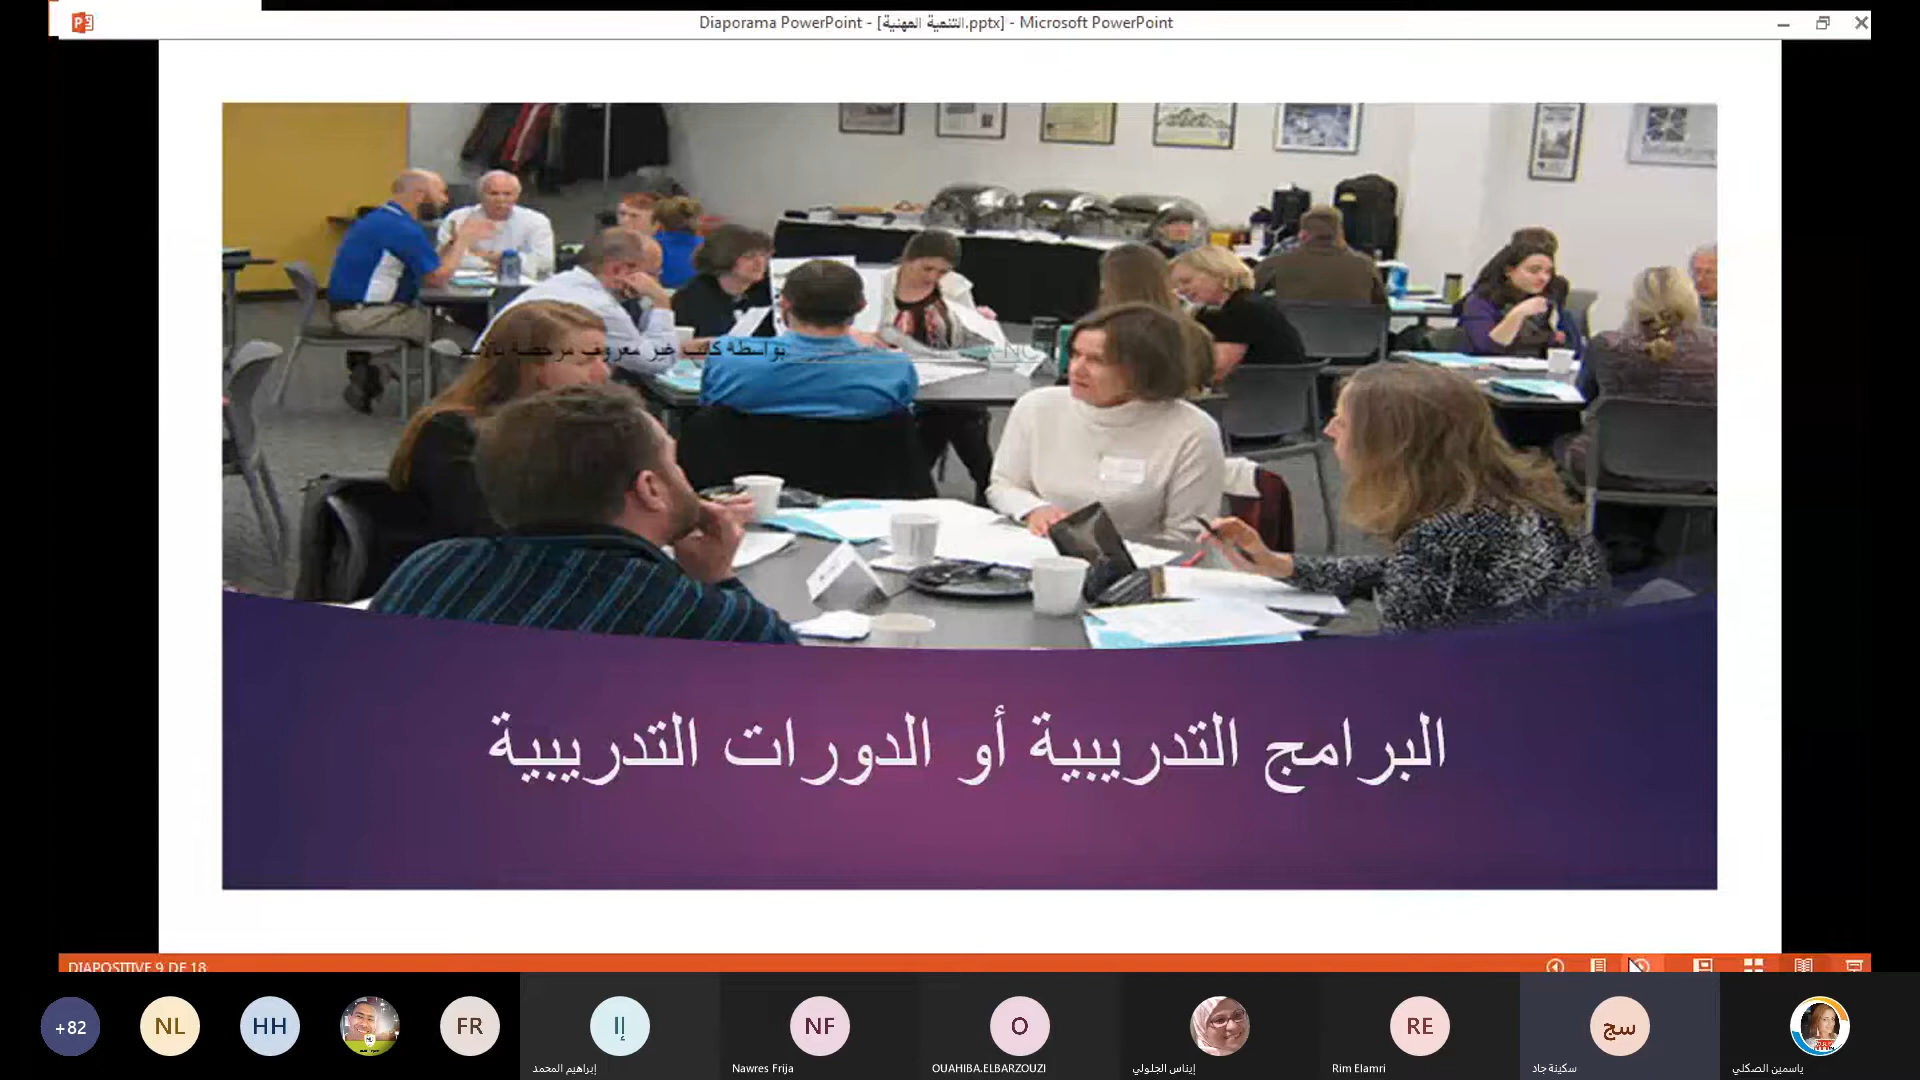 Diaporama PowerPoint - [التنمية المهنية.pptx] - Microsoft PowerPoint
بواسطة كاتب غير معروف مرخصة بالاسم
البرامج التدريبية أو الدورات التدريبية
DIAPOSITIVE 9 DE 18
+82
NL
HH
FR
إا
NF
O
RE
سج
إبراهيم المحمد
Nawres Frija
OUAHIBA.ELBARZOUZI
إيناس الجلولي
Rim Elamri
سكينة جاد
ياسمين الصكلي